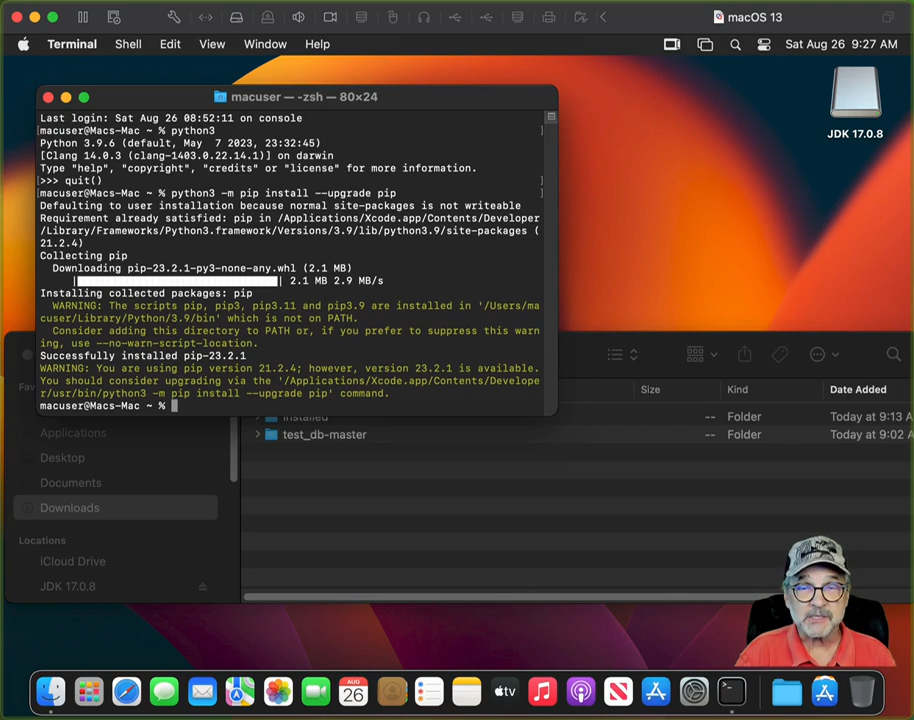 macOS 13
Terminal Shell Edit View Window Help Sat Aug 26 9:27 AM
macuser — -zsh — 80×24
Last login: Sat Aug 26 08:52:11 on console
[macuser@Macs-Mac ~ % python3 ]
Python 3.9.6 (default, May  7 2023, 23:32:45)
[Clang 14.0.3 (clang-1403.0.22.14.1)] on darwin
Type "help", "copyright", "credits" or "license" for more information.
[>>> quit() ]
[macuser@Macs-Mac ~ % python3 -m pip install --upgrade pip ]
Defaulting to user installation because normal site-packages is not writeable
Requirement already satisfied: pip in /Applications/Xcode.app/Contents/Developer
/Library/Frameworks/Python3.framework/Versions/3.9/lib/python3.9/site-packages (
21.2.4)
Collecting pip
  Downloading pip-23.2.1-py3-none-any.whl (2.1 MB)
| | 2.1 MB 2.9 MB/s
Installing collected packages: pip
  WARNING: The scripts pip, pip3, pip3.11 and pip3.9 are installed in '/Users/ma
cuser/Library/Python/3.9/bin' which is not on PATH.
  Consider adding this directory to PATH or, if you prefer to suppress this warn
ing, use --no-warn-script-location.
Successfully installed pip-23.2.1
WARNING: You are using pip version 21.2.4; however, version 23.2.1 is available.
You should consider upgrading via the '/Applications/Xcode.app/Contents/Develope
r/usr/bin/python3 -m pip install --upgrade pip' command.
macuser@Macs-Mac ~ %
JDK 17.0.8
Fav
Applications
Desktop
Documents
Downloads
Locations
iCloud Drive
JDK 17.0.8
Size Kind Date Added
installed -- Folder Today at 9:13 A
test_db-master -- Folder Today at 9:02 A
AUG
26
tv